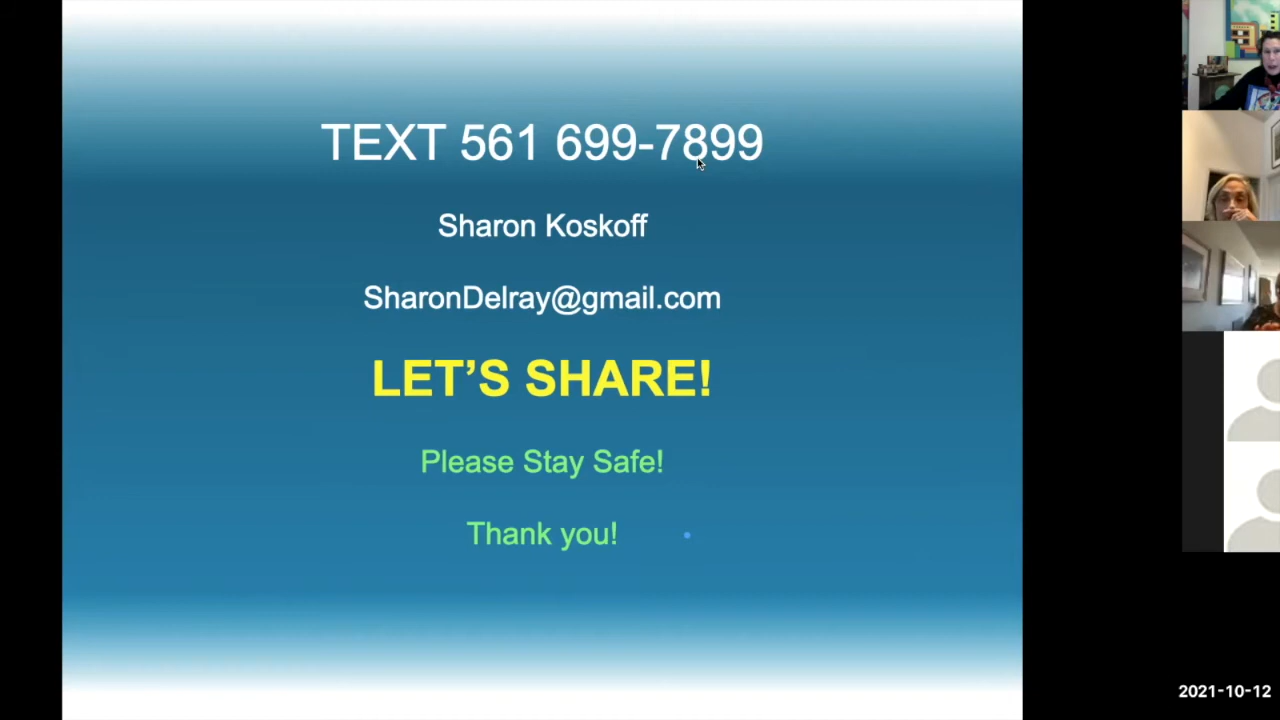 TEXT 561 699-7899
Sharon Koskoff
SharonDelray@gmail.com
LET’S SHARE!
Please Stay Safe!
Thank you!
2021-10-12